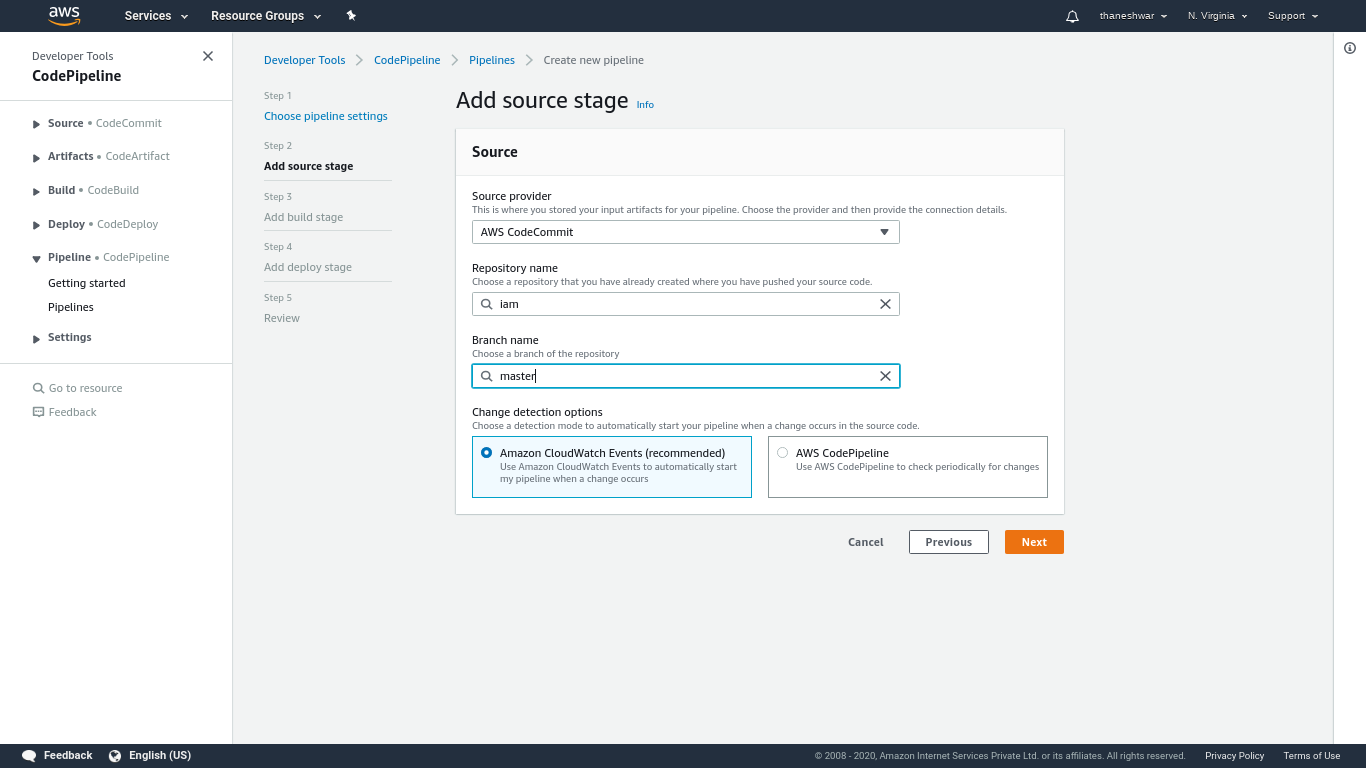 aws Services Resource Groups thaneshwar N. Virginia Support
Developer Tools
CodePipeline
Source • CodeCommit
Artifacts • CodeArtifact
Build • CodeBuild
Deploy • CodeDeploy
Pipeline • CodePipeline
Getting started
Pipelines
Settings
Go to resource
Feedback
Developer Tools CodePipeline Pipelines Create new pipeline
Step 1
Choose pipeline settings
Step 2
Add source stage
Step 3
Add build stage
Step 4
Add deploy stage
Step 5
Review
Add source stage Info
Source
Source provider
This is where you stored your input artifacts for your pipeline. Choose the provider and then provide the connection details.
AWS CodeCommit
Repository name
Choose a repository that you have already created where you have pushed your source code.
iam
Branch name
Choose a branch of the repository
master
Change detection options
Choose a detection mode to automatically start your pipeline when a change occurs in the source code.
Amazon CloudWatch Events (recommended)
Use Amazon CloudWatch Events to automatically start
my pipeline when a change occurs
AWS CodePipeline
Use AWS CodePipeline to check periodically for changes
Cancel Previous Next
Feedback English (US) © 2008 - 2020, Amazon Internet Services Private Ltd. or its affiliates. All rights reserved. Privacy Policy Terms of Use